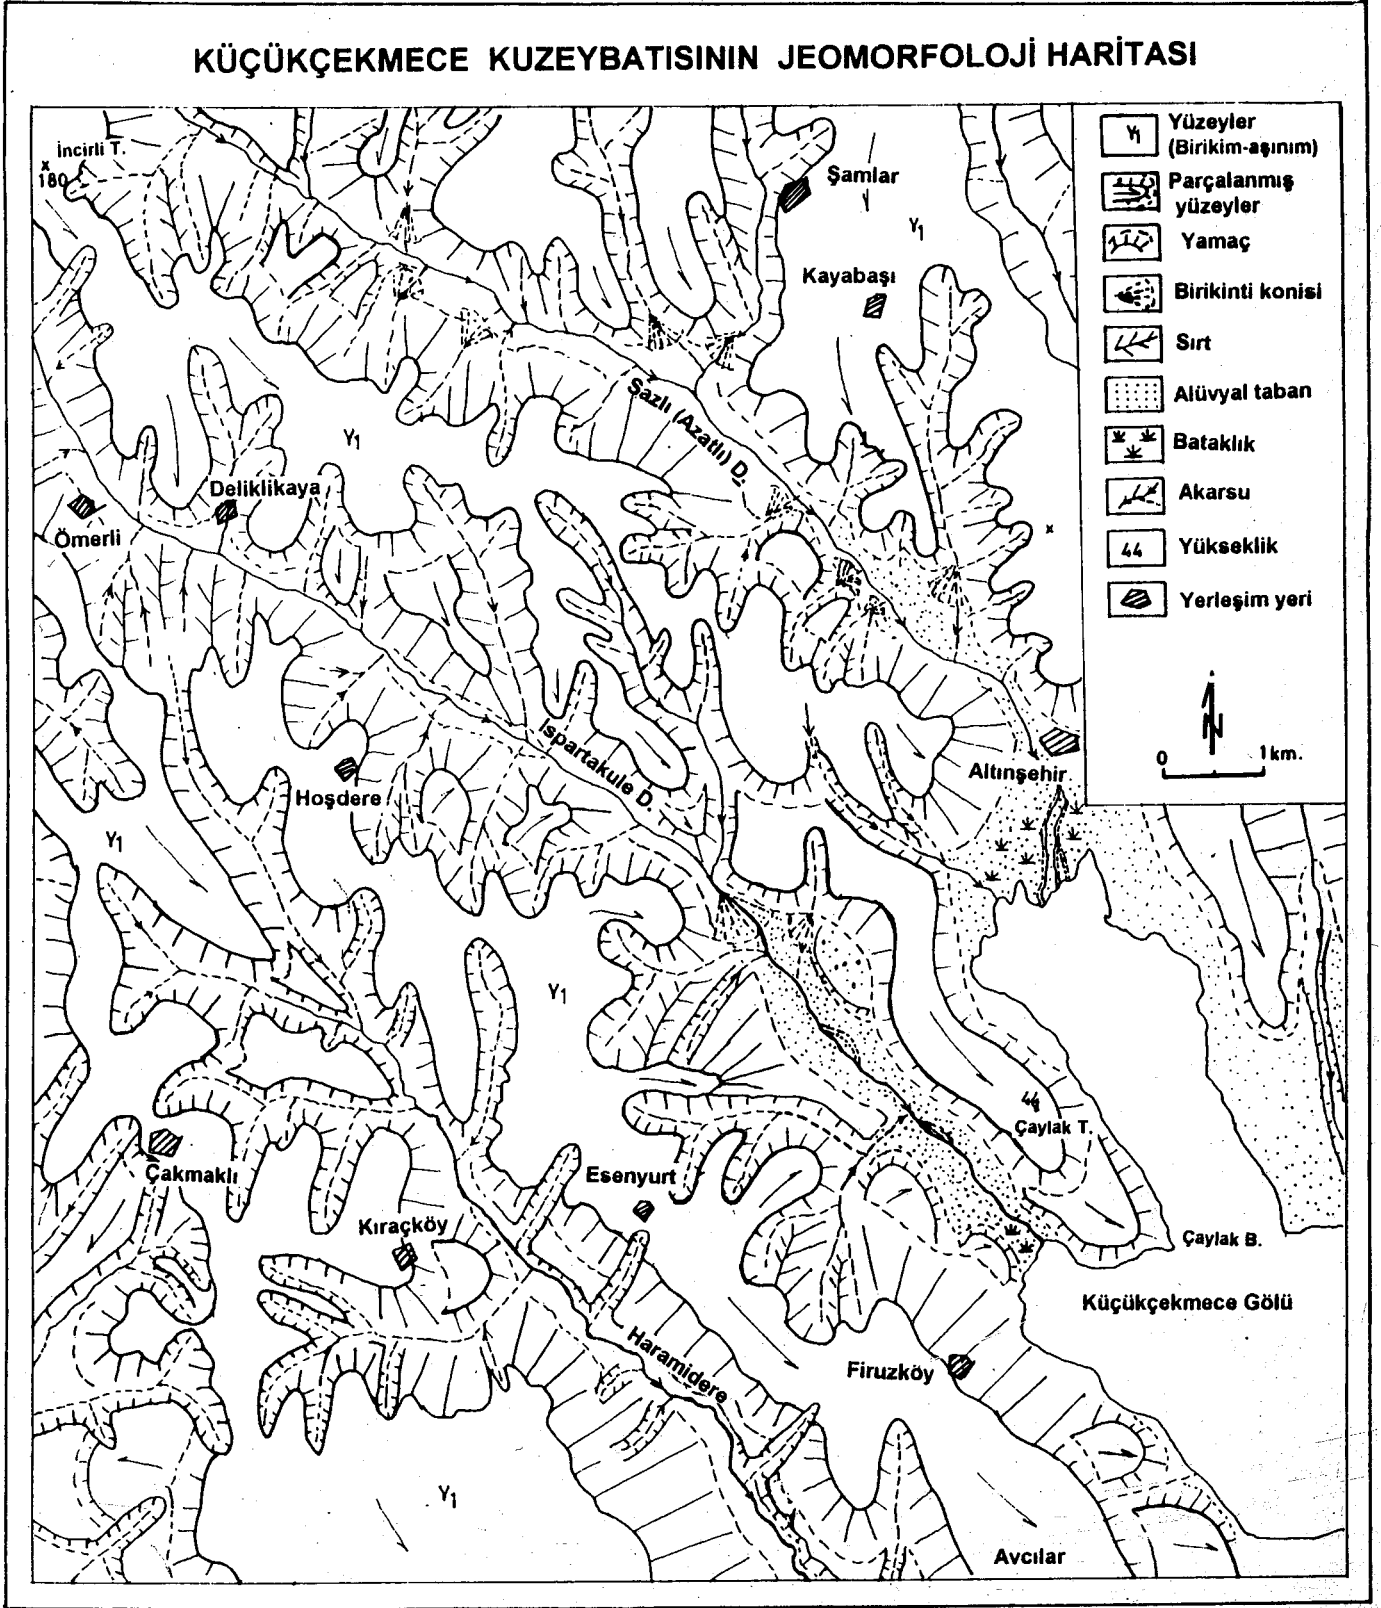 KÜÇÜKÇEKMECE KUZEYBATISININ JEOMORFOLOJİ HARİTASI
İncirli T.
x
180
Şamlar
Y1
Kayabaşı
Sazlı (Azatlı) D.
Y1
Deliklikaya
Ömerli
x
Ispartakule D.
Hoşdere
Altınşehir
Y1
Y1
44
Çaylak T.
Çakmaklı
Esenyurt
Kıraçköy
Çaylak B.
Küçükçekmece Gölü
Haramidere
Firuzköy
Y1
Avcılar
Y1
Yüzeyler
(Birikim-aşınım)
Parçalanmış
yüzeyler
Yamaç
Birikinti konisi
Sırt
Alüvyal taban
Bataklık
Akarsu
44
Yükseklik
Yerleşim yeri
N
0 1 km.